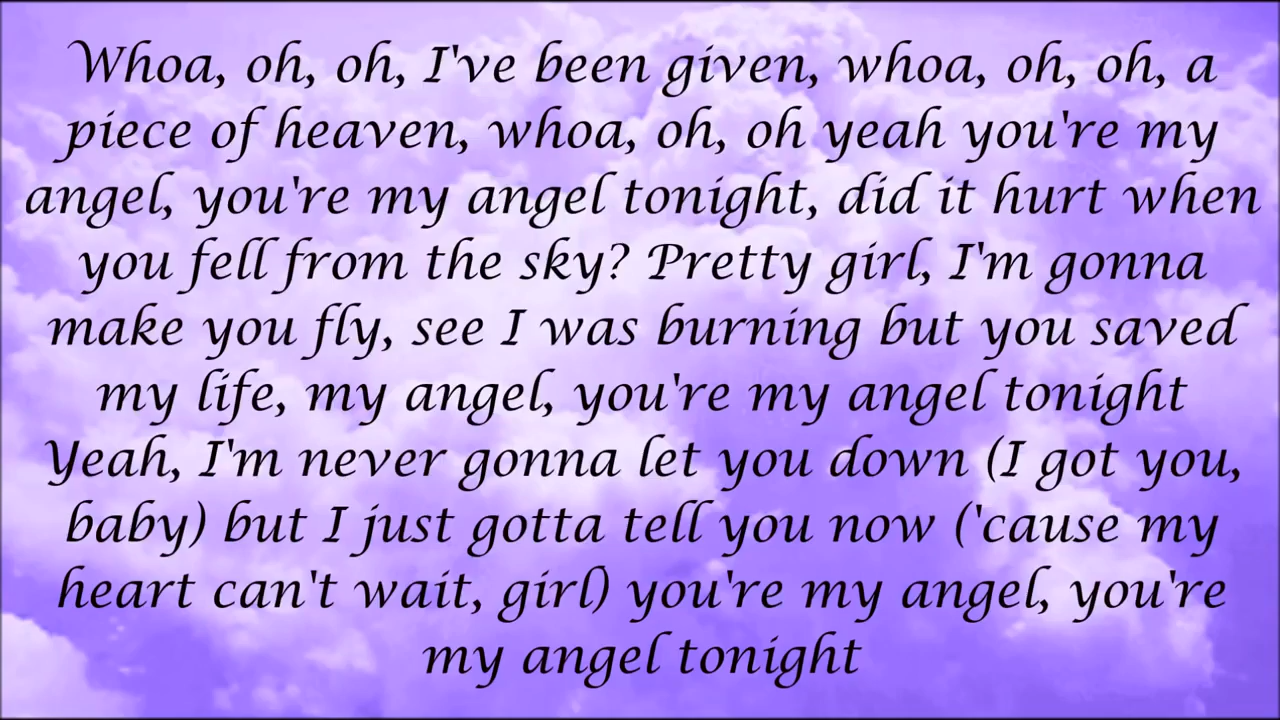 Whoa, oh, oh, I've been given, whoa, oh, oh, a
piece of heaven, whoa, oh, oh yeah you're my
angel, you're my angel tonight, did it hurt when
you fell from the sky? Pretty girl, I'm gonna
make you fly, see I was burning but you saved
my life, my angel, you're my angel tonight
Yeah, I'm never gonna let you down (I got you,
baby) but I just gotta tell you now ('cause my
heart can't wait, girl) you're my angel, you're
my angel tonight